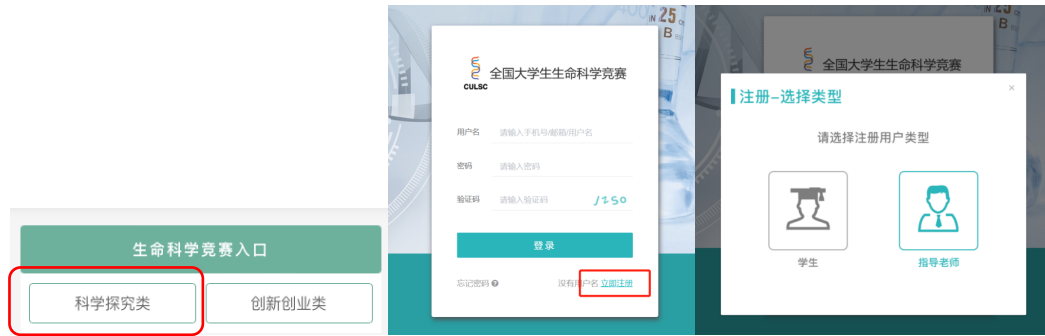 生命科学竞赛入口
科学探究类
创新创业类
25
B
CULSC
全国大学生生命科学竞赛
用户名
请输入手机号/邮箱/用户名
密码
请输入密码
验证码
请输入验证码
1250
登录
忘记密码
没有用户名 立即注册
25
B
全国大学生生命科学竞赛
注册-选择类型
×
请选择注册用户类型
学生
指导老师